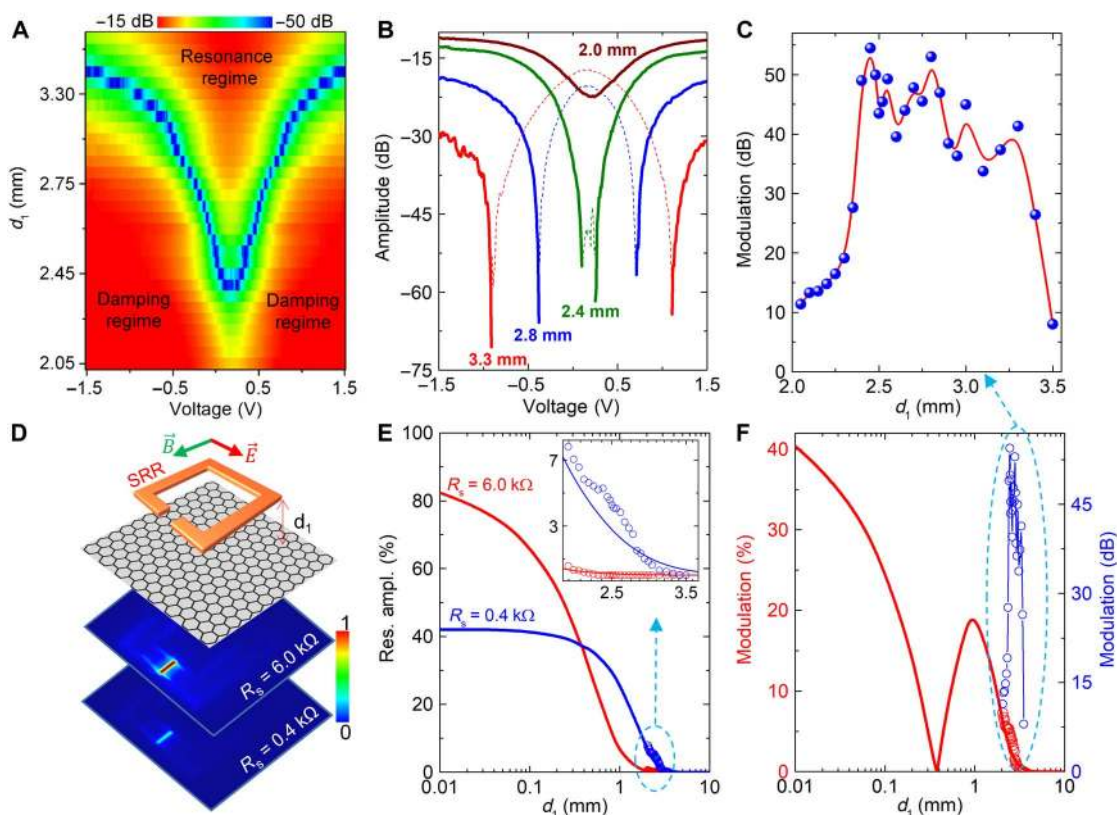 A
−15 dB
−50 dB
Resonance
regime
Damping
regime
Damping
regime
3.30
2.75
2.45
2.05
d1 (mm)
−1.5
−0.5
0.5
1.5
Voltage (V)
B
−15
−30
−45
−60
−75
Amplitude (dB)
2.0 mm
2.4 mm
2.8 mm
3.3 mm
−1.5
−0.5
0.5
1.5
Voltage (V)
C
60
50
40
30
20
10
0
Modulation (dB)
2.0
2.5
3.0
3.5
d1 (mm)
D
B
E
SRR
d1
Rs = 6.0 kΩ
Rs = 0.4 kΩ
1
0
E
100
80
60
40
20
0
Res. ampl. (%)
Rs = 6.0 kΩ
Rs = 0.4 kΩ
7
3
2.5
3.5
0.01
0.1
1
10
d1 (mm)
F
40
30
20
10
0
Modulation (%)
45
30
15
0
Modulation (dB)
0.01
0.1
1
10
d1 (mm)